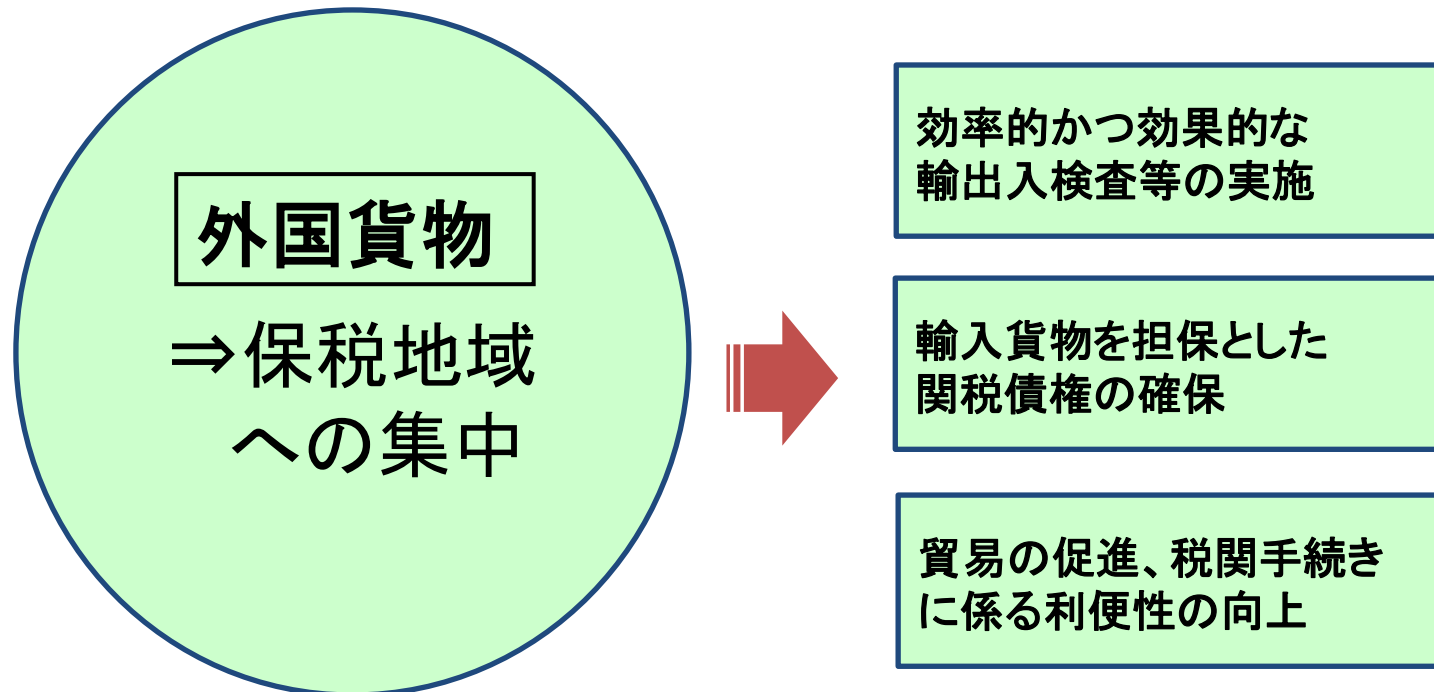 外国貨物
⇒保税地域
への集中
効率的かつ効果的な
輸出入検査等の実施
輸入貨物を担保とした
関税債権の確保
貿易の促進、税関手続き
に係る利便性の向上